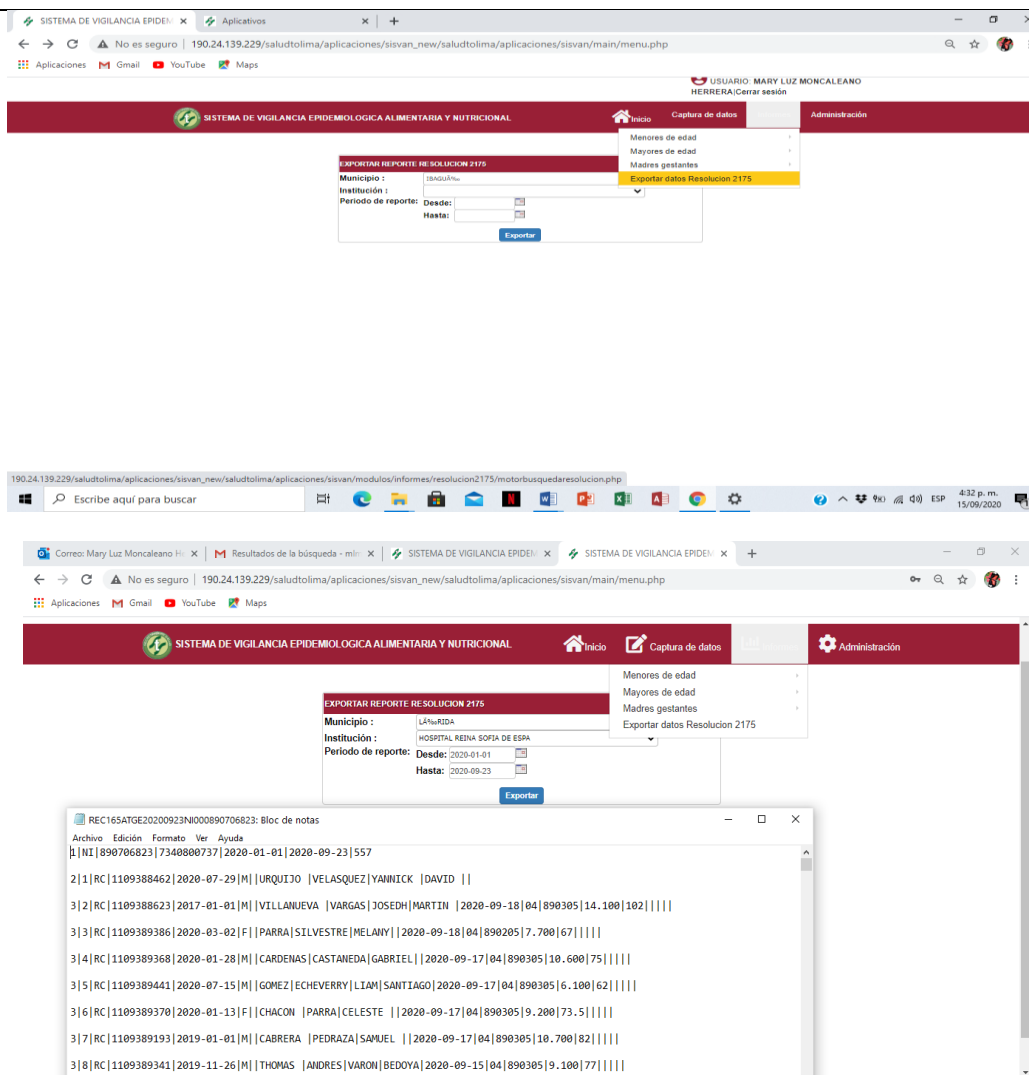 SISTEMA DE VIGILANCIA EPIDEM Aplicativos
No es seguro | 190.24.139.229/saludtolima/aplicaciones/sisvan_new/saludtolima/aplicaciones/sisvan/main/menu.php
Aplicaciones Gmail YouTube Maps
USUARIO: MARY LUZ MONCALEANO
HERRERA|Cerrar sesión
SISTEMA DE VIGILANCIA EPIDEMIOLOGICA ALIMENTARIA Y NUTRICIONAL Inicio Captura de datos Administración
Menores de edad
Mayores de edad
Madres gestantes
Exportar datos Resolucion 2175
EXPORTAR REPORTE RESOLUCION 2175
Municipio : IBAGUÃ‰
Institución :
Periodo de reporte: Desde:
Hasta:
Exportar
190.24.139.229/saludtolima/aplicaciones/sisvan_new/saludtolima/aplicaciones/sisvan/modulos/informes/resolucion2175/motorbusquedaresolucion.php
Escribe aquí para buscar ESP 4:32 p. m.
15/09/2020
Correo: Mary Luz Moncaleano He Resultados de la búsqueda - mlm SISTEMA DE VIGILANCIA EPIDEM SISTEMA DE VIGILANCIA EPIDEM
No es seguro | 190.24.139.229/saludtolima/aplicaciones/sisvan_new/saludtolima/aplicaciones/sisvan/main/menu.php
Aplicaciones Gmail YouTube Maps
SISTEMA DE VIGILANCIA EPIDEMIOLOGICA ALIMENTARIA Y NUTRICIONAL Inicio Captura de datos Administración
Menores de edad
Mayores de edad
Madres gestantes
Exportar datos Resolucion 2175
EXPORTAR REPORTE RESOLUCION 2175
Municipio : LÃ‰RIDA
Institución : HOSPITAL REINA SOFIA DE ESPA
Periodo de reporte: Desde: 2020-01-01
Hasta: 2020-09-23
Exportar
REC165ATGE20200923NI000890706823: Bloc de notas
Archivo Edición Formato Ver Ayuda
1|NI|890706823|7340800737|2020-01-01|2020-09-23|557
2|1|RC|1109388462|2020-07-29|M||URQUIJO |VELASQUEZ|YANNICK |DAVID ||
3|2|RC|1109388623|2017-01-01|M||VILLANUEVA |VARGAS|JOSEDH|MARTIN |2020-09-18|04|890305|14.100|102|||||
3|3|RC|1109389386|2020-03-02|F||PARRA|SILVESTRE|MELANY||2020-09-18|04|890205|7.700|67|||||
3|4|RC|1109389368|2020-01-28|M||CARDENAS|CASTANEDA|GABRIEL||2020-09-17|04|890305|10.600|75|||||
3|5|RC|1109389441|2020-07-15|M||GOMEZ|ECHEVERRY|LIAM|SANTIAGO|2020-09-17|04|890305|6.100|62|||||
3|6|RC|1109389370|2020-01-13|F||CHACON |PARRA|CELESTE ||2020-09-17|04|890305|9.200|73.5|||||
3|7|RC|1109389193|2019-01-01|M||CABRERA |PEDRAZA|SAMUEL ||2020-09-17|04|890305|10.700|82|||||
3|8|RC|1109389341|2019-11-26|M||THOMAS |ANDRES|VARON|BEDOYA|2020-09-15|04|890305|9.100|77|||||